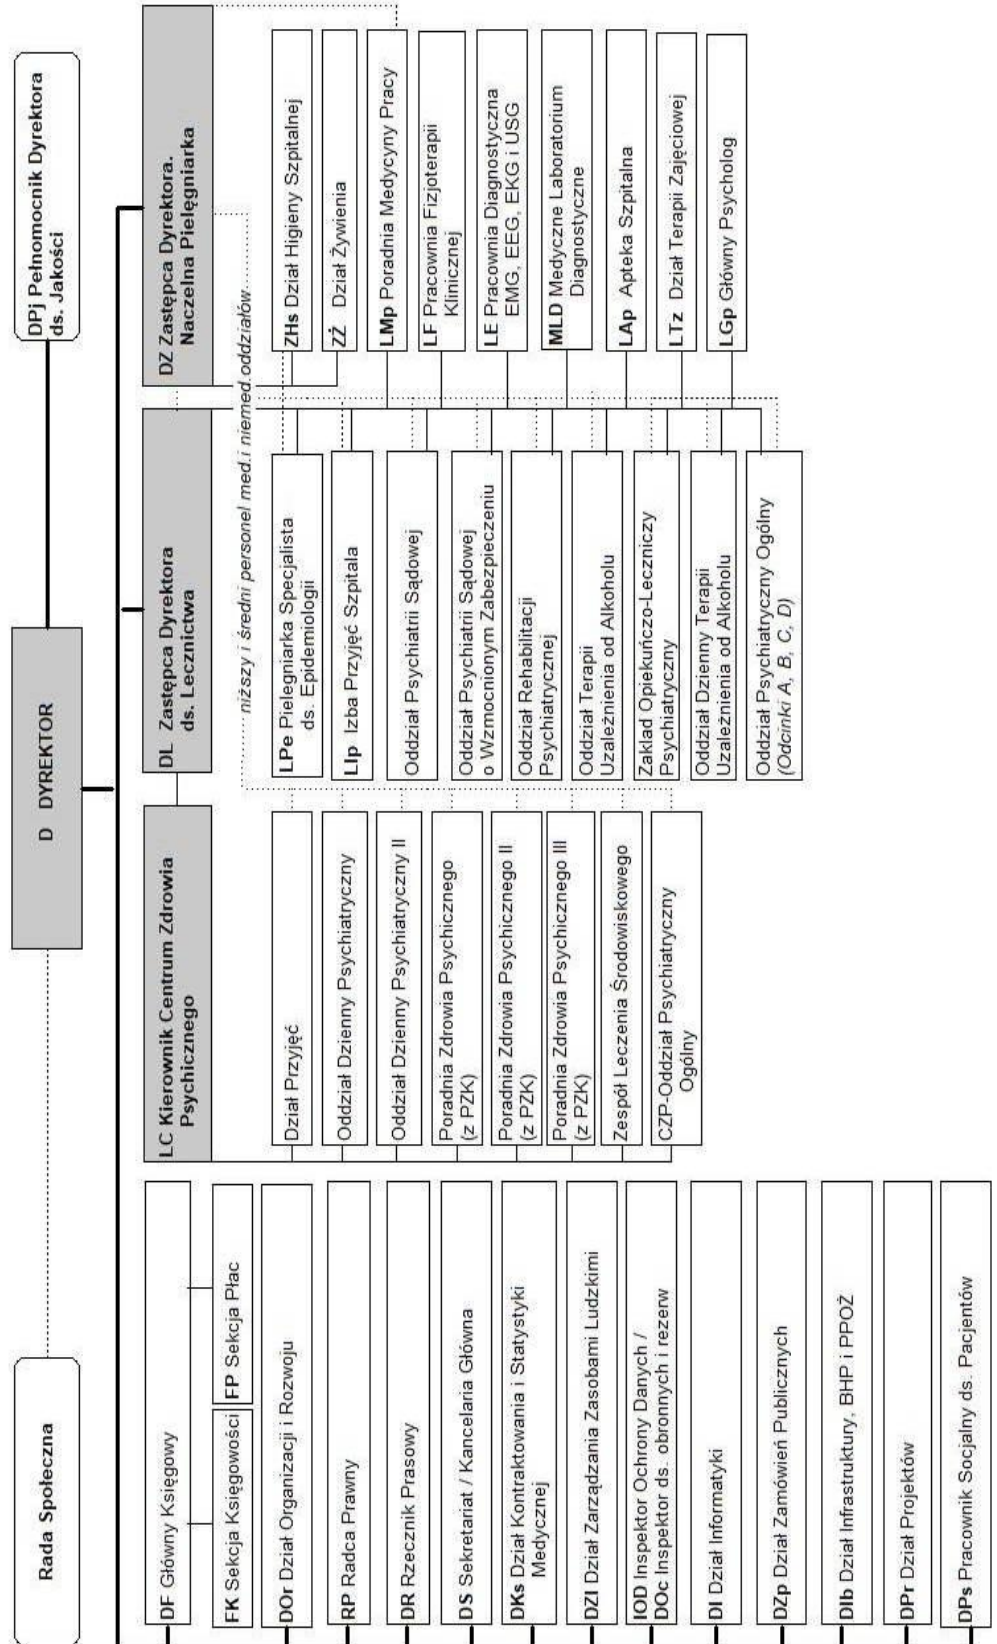 Rada Społeczna
D DYREKTOR
DPj Pełnomocnik Dyrektora
ds. Jakości
DF Główny Księgowy
FK Sekcja Księgowości
FP Sekcja Płac
DOr Dział Organizacji i Rozwoju
RP Radca Prawny
DR Rzecznik Prasowy
DS Sekretariat / Kancelaria Główna
DKs Dział Kontraktowania i Statystyki
Medycznej
DZI Dział Zarządzania Zasobami Ludzkimi
IOD Inspektor Ochrony Danych /
DOc Inspektor ds. obronnych i rezerw
DI Dział Informatyki
DZp Dział Zamówień Publicznych
DIb Dział Infrastruktury, BHP i PPOŻ
DPr Dział Projektów
DPs Pracownik Socjalny ds. Pacjentów
LC Kierownik Centrum Zdrowia
Psychicznego
Dział Przyjęć
Oddział Dzienny Psychiatryczny
Oddział Dzienny Psychiatryczny II
Poradnia Zdrowia Psychicznego
(z PZK)
Poradnia Zdrowia Psychicznego II
(z PZK)
Poradnia Zdrowia Psychicznego III
(z PZK)
Zespół Leczenia Środowiskowego
CZP-Oddział Psychiatryczny
Ogólny
DL Zastępca Dyrektora
ds. Lecznictwa
niższy i średni personel med.i niemed.oddziałów
LPe Pielegniarka Specjalista
ds. Epidemiologii
LIp Izba Przyjęć Szpitala
Oddział Psychiatrii Sądowej
Oddział Psychiatrii Sądowej
o Wzmocnionym Zabezpieczeniu
Oddział Rehabilitacji
Psychiatrycznej
Oddział Terapii
Uzależnienia od Alkoholu
Zakład Opiekuńczo-Leczniczy
Psychiatryczny
Oddział Dzienny Terapii
Uzależnienia od Alkoholu
Oddział Psychiatryczny Ogólny
(Odcinki A, B, C, D)
DZ Zastępca Dyrektora.
Naczelna Pielęgniarka
ZHs Dział Higieny Szpitalnej
ZŻ Dział Żywienia
LMp Poradnia Medycyny Pracy
LF Pracownia Fizjoterapii
Klinicznej
LE Pracownia Diagnostyczna
EMG, EEG, EKG i USG
MLD Medyczne Laboratorium
Diagnostyczne
LAp Apteka Szpitalna
LTz Dział Terapii Zajęciowej
LGp Główny Psycholog